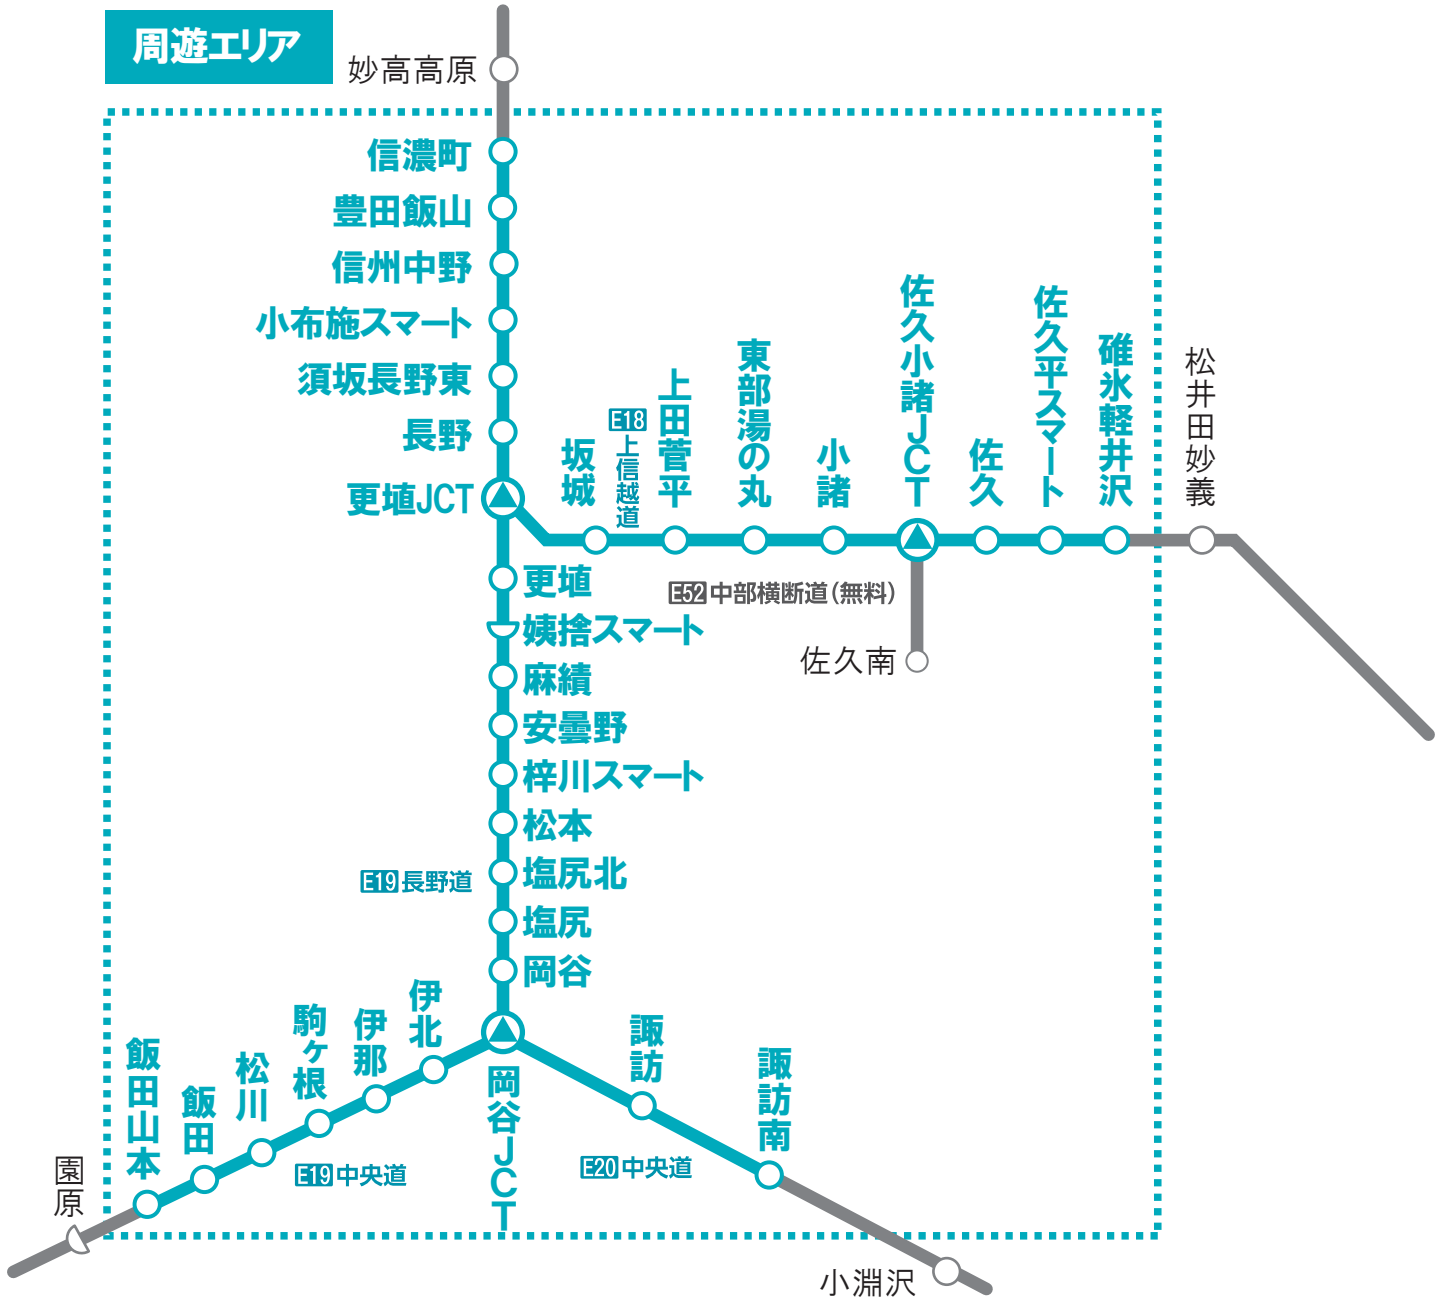 周遊エリア
妙高高原
信濃町
豊田飯山
信州中野
小布施スマート
須坂長野東
長野
更埴JCT
坂城
E18
上信越道
上田菅平
東部湯の丸
小諸
佐久小諸JCT
佐久
佐久平スマート
碓氷軽井沢
松井田妙義
E52 中部横断道(無料)
佐久南
更埴
姨捨スマート
麻績
安曇野
梓川スマート
松本
塩尻北
E19 長野道
塩尻
岡谷
岡谷JCT
伊北
伊那
駒ヶ根
松川
飯田
飯田山本
園原
E19 中央道
諏訪
諏訪南
E20 中央道
小淵沢